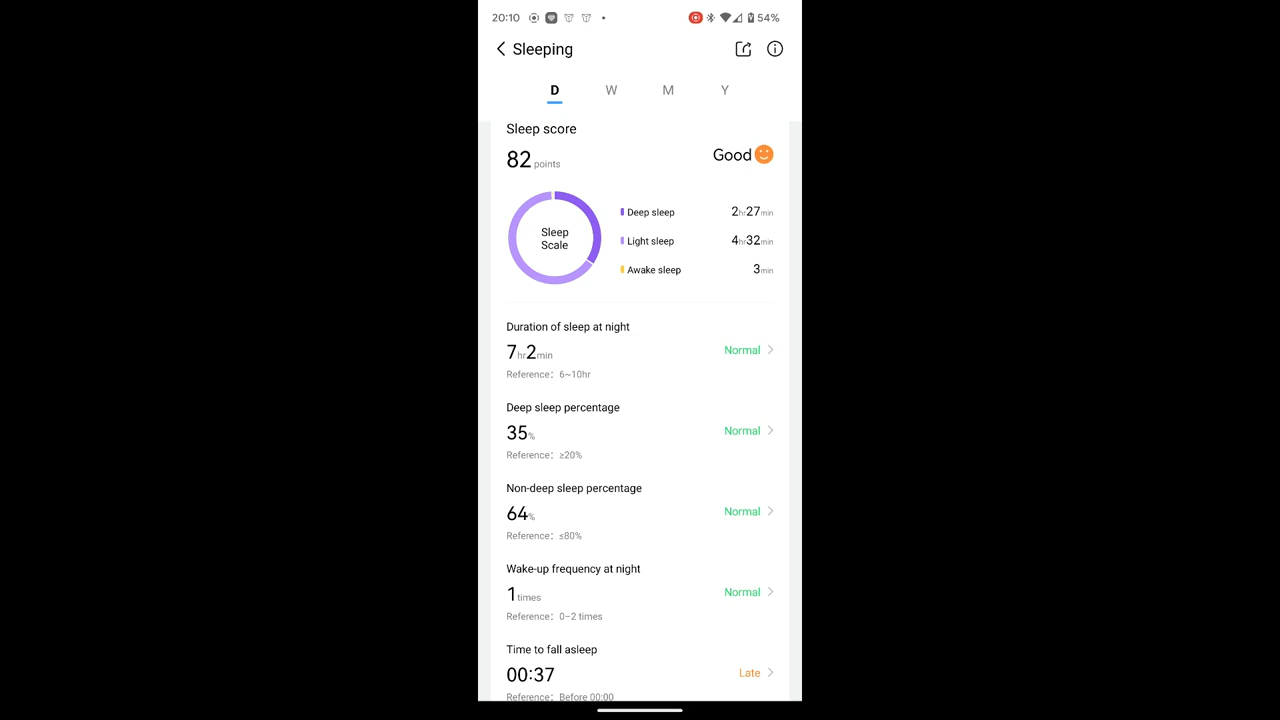 20:10 54%
Sleeping
D W M Y
Sleep score
82 points Good
Sleep Scale
Deep sleep 2hr27min
Light sleep 4hr32min
Awake sleep 3min
Duration of sleep at night
7hr2min Normal
Reference： 6~10hr
Deep sleep percentage
35% Normal
Reference： ≥20%
Non-deep sleep percentage
64% Normal
Reference： ≤80%
Wake-up frequency at night
1times Normal
Reference： 0-2 times
Time to fall asleep
00:37 Late
Reference： Before 00:00